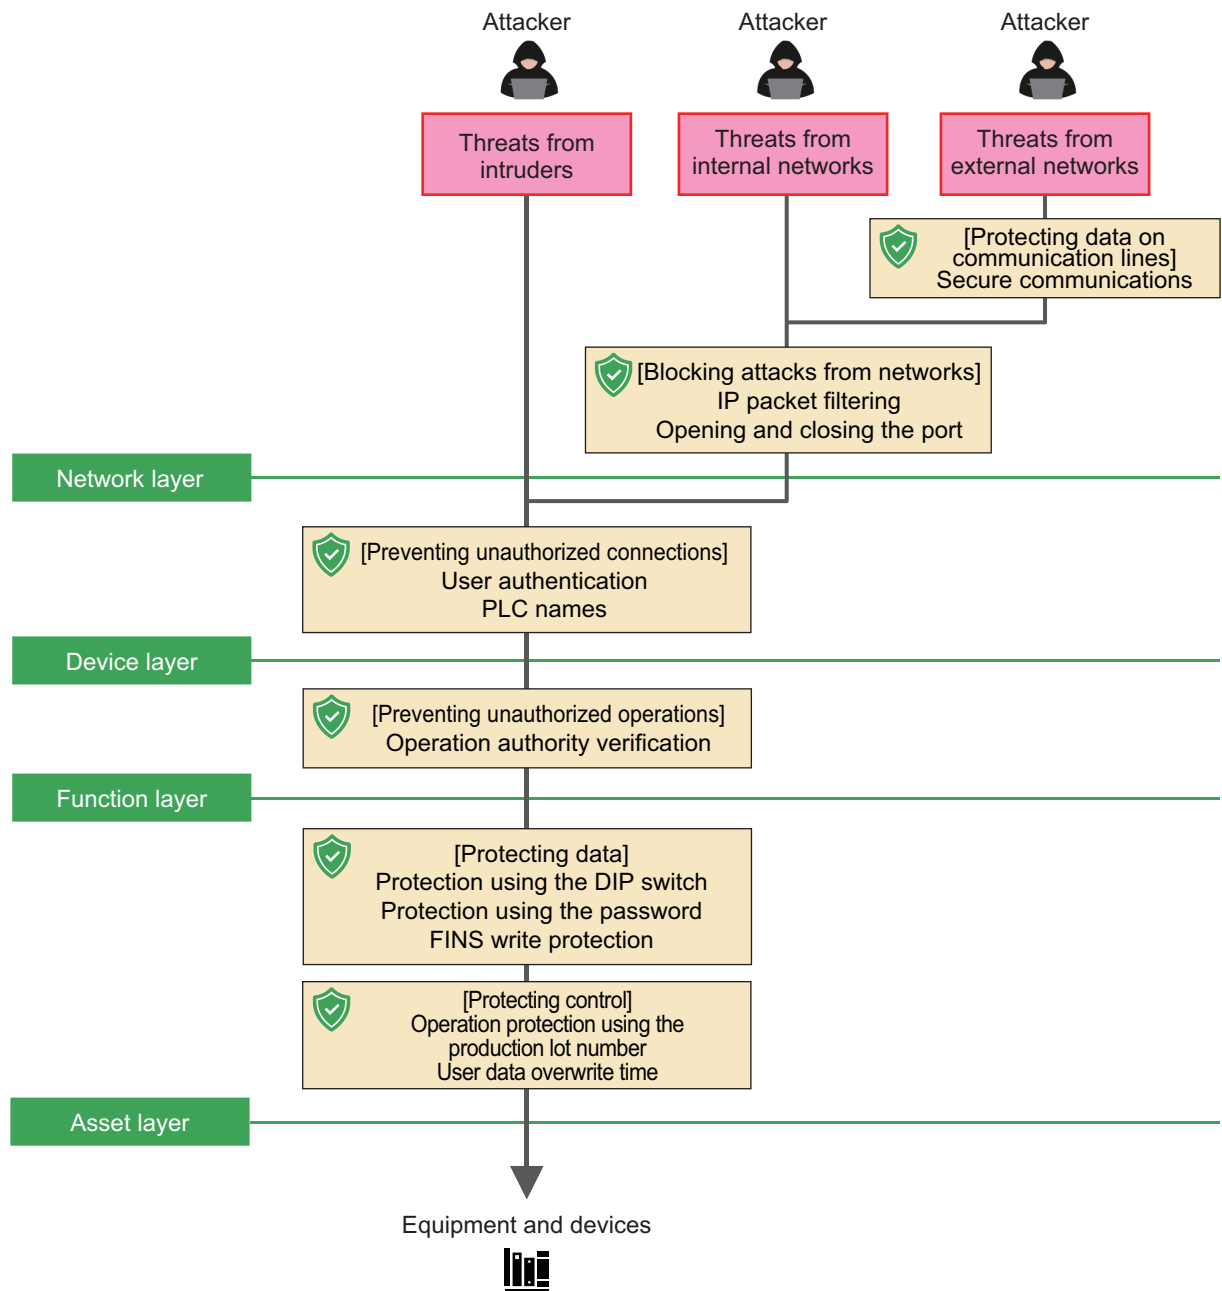 Attacker
Attacker
Attacker
Threats from
intruders
Threats from
internal networks
Threats from
external networks
[Protecting data on
communication lines]
Secure communications
[Blocking attacks from networks]
IP packet filtering
Opening and closing the port
Network layer
[Preventing unauthorized connections]
User authentication
PLC names
Device layer
[Preventing unauthorized operations]
Operation authority verification
Function layer
[Protecting data]
Protection using the DIP switch
Protection using the password
FINS write protection
[Protecting control]
Operation protection using the
production lot number
User data overwrite time
Asset layer
Equipment and devices